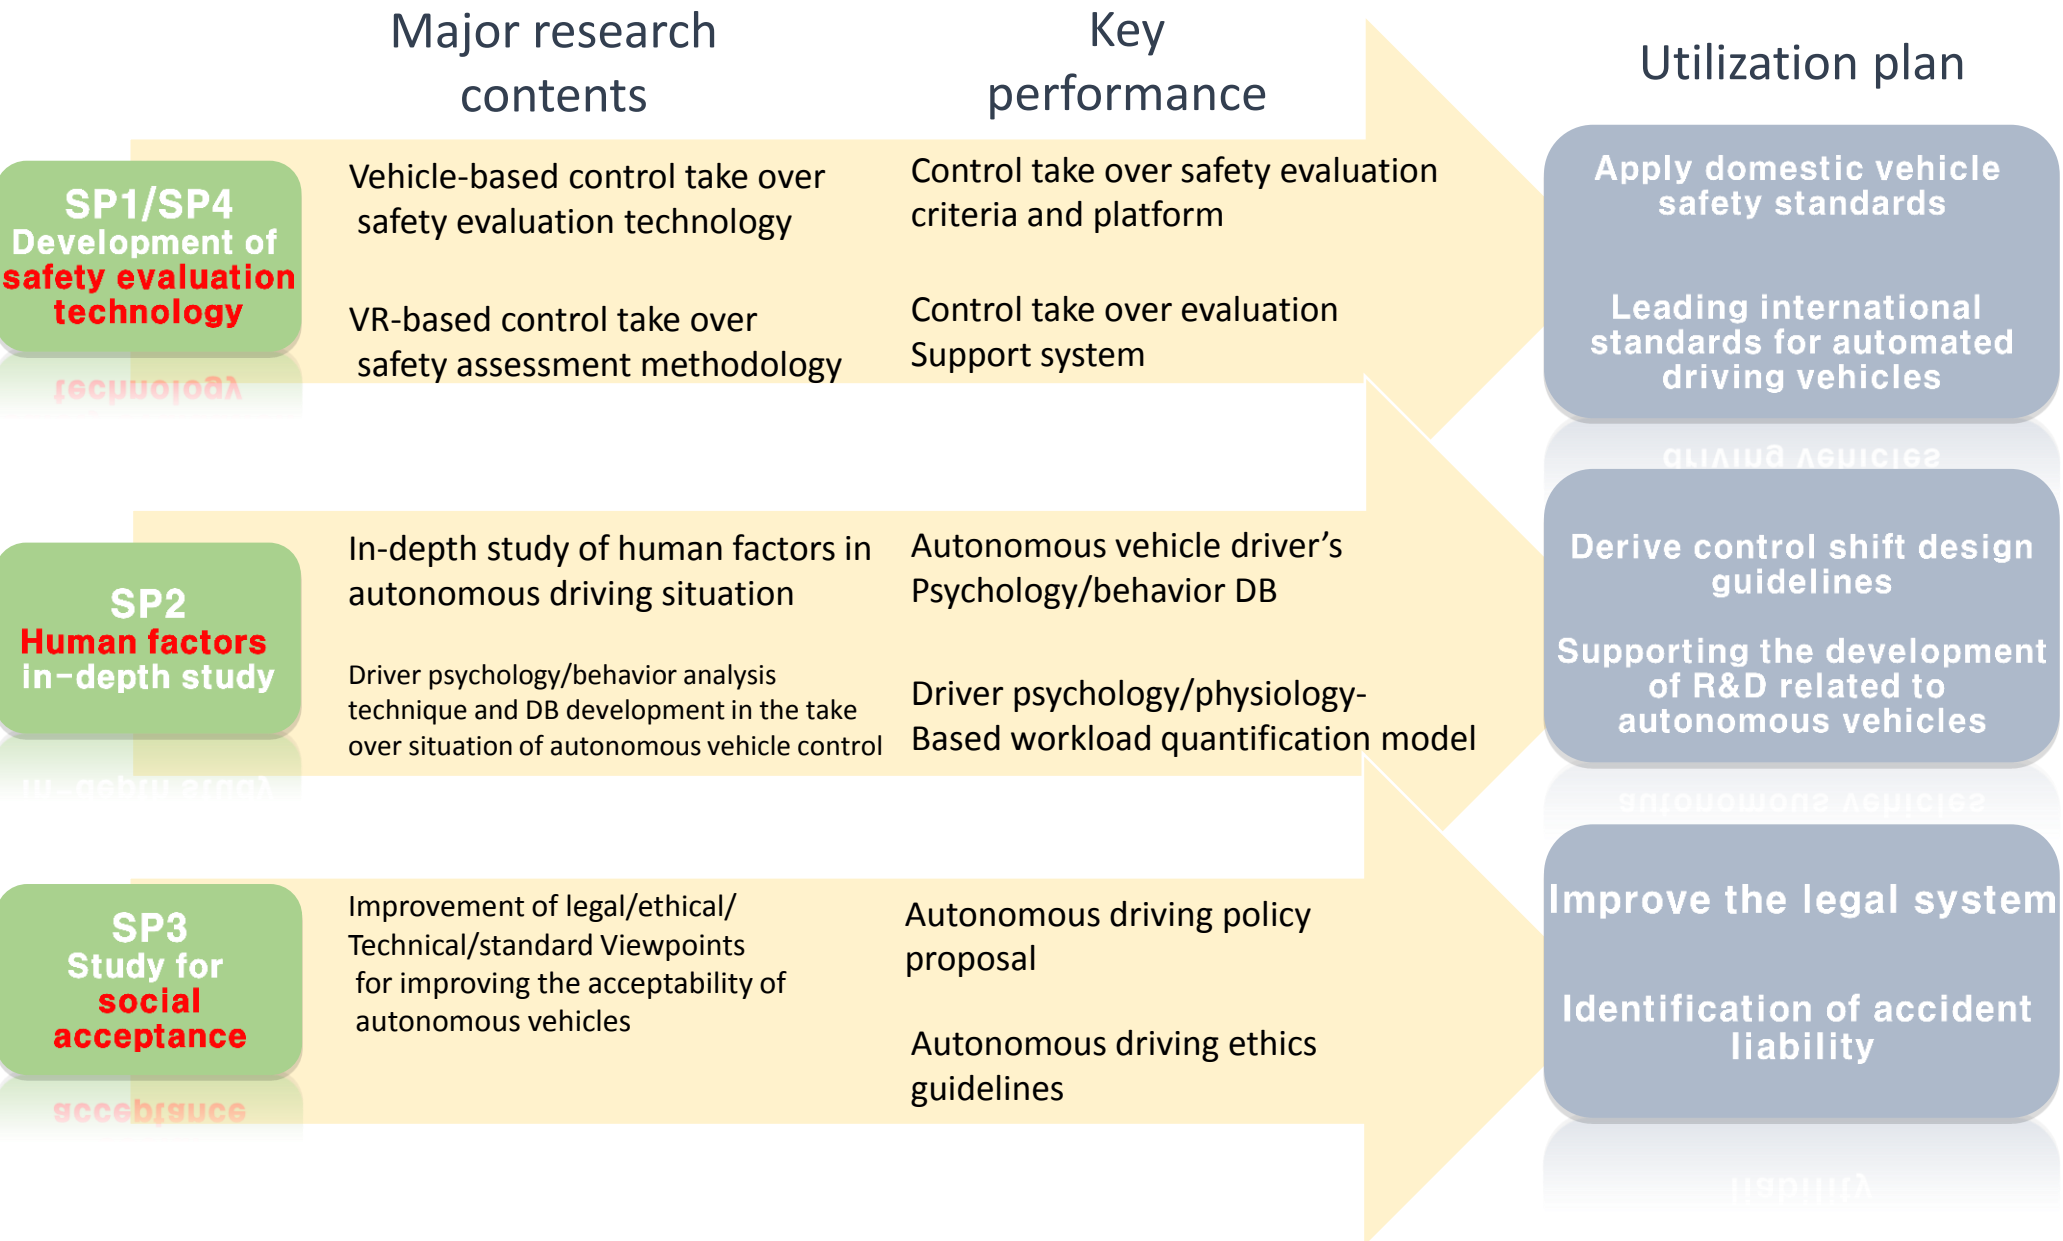 Major research
contents
Key
performance
Utilization plan
SP1/SP4
Development of
safety evaluation
technology
Vehicle-based control take over
safety evaluation technology
VR-based control take over
safety assessment methodology
Control take over safety evaluation
criteria and platform
Control take over evaluation
Support system
Apply domestic vehicle
safety standards
Leading international
standards for automated
driving vehicles
SP2
Human factors
in-depth study
In-depth study of human factors in
autonomous driving situation
Driver psychology/behavior analysis
technique and DB development in the take
over situation of autonomous vehicle control
Autonomous vehicle driver's
Psychology/behavior DB
Driver psychology/physiology-
Based workload quantification model
Derive control shift design
guidelines
Supporting the development
of R&D related to
autonomous vehicles
SP3
Study for
social
acceptance
Improvement of legal/ethical/
Technical/standard Viewpoints
for improving the acceptability of
autonomous vehicles
Autonomous driving policy
proposal
Autonomous driving ethics
guidelines
Improve the legal system
Identification of accident
liability